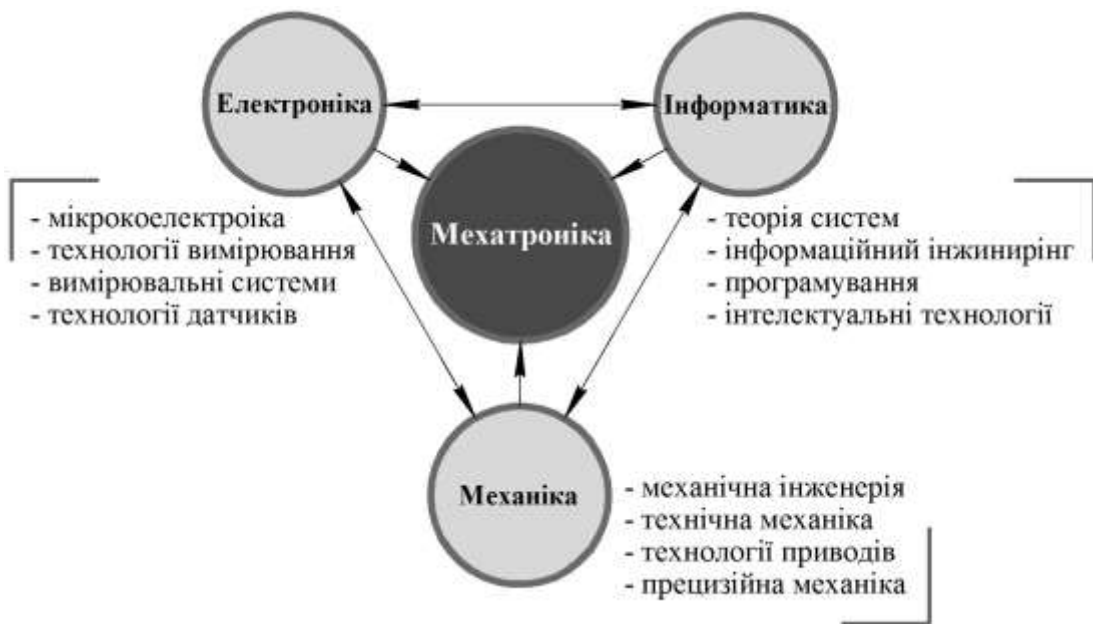 Електроніка
Інформатика
Мехатроніка
- мікрокоелектроіка
- технології вимірювання
- вимірювальні системи
- технології датчиків
- теорія систем
- інформаційний інжинирінг
- програмування
- інтелектуальні технології
Механіка
- механічна інженерія
- технічна механіка
- технології приводів
- прецизійна механіка